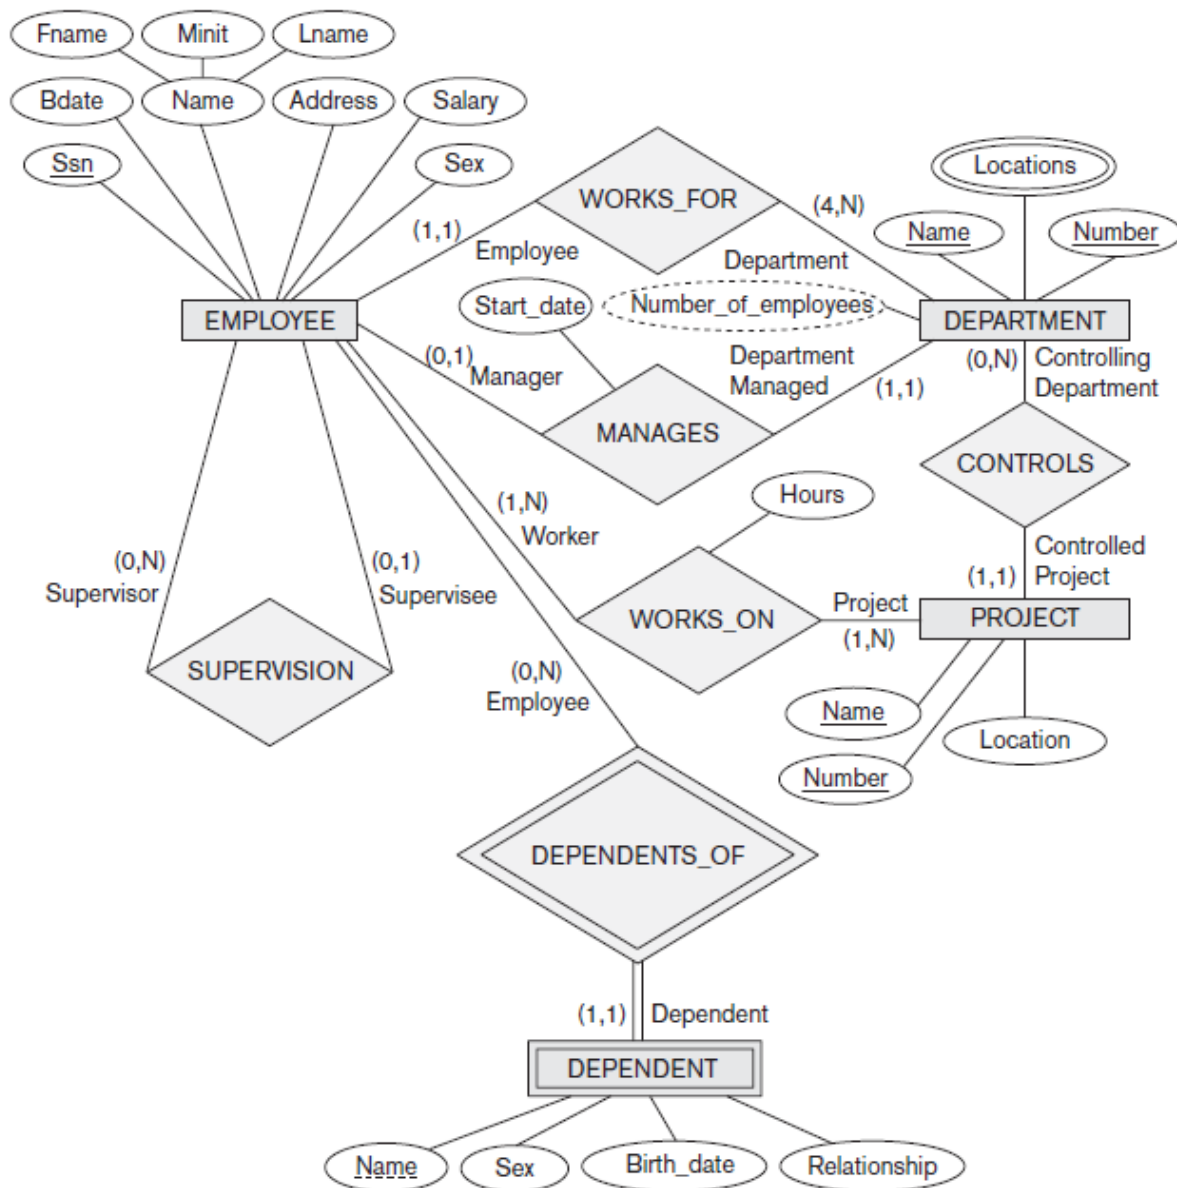 Fname
Minit
Lname
Bdate
Name
Address
Salary
Ssn
Sex
WORKS_FOR
Locations
Name
Number
(1,1)
Employee
(4,N)
Department
Start_date
Number_of_employees
EMPLOYEE
DEPARTMENT
(0,1)
Manager
Department
Managed
(1,1)
(0,N)
Controlling
Department
MANAGES
CONTROLS
Hours
(1,N)
Worker
(0,N)
Supervisor
(0,1)
Supervisee
Controlled
Project
(1,1)
WORKS_ON
Project
(1,N)
PROJECT
SUPERVISION
(0,N)
Employee
Name
Location
Number
DEPENDENTS_OF
(1,1)
Dependent
DEPENDENT
Name
Sex
Birth_date
Relationship